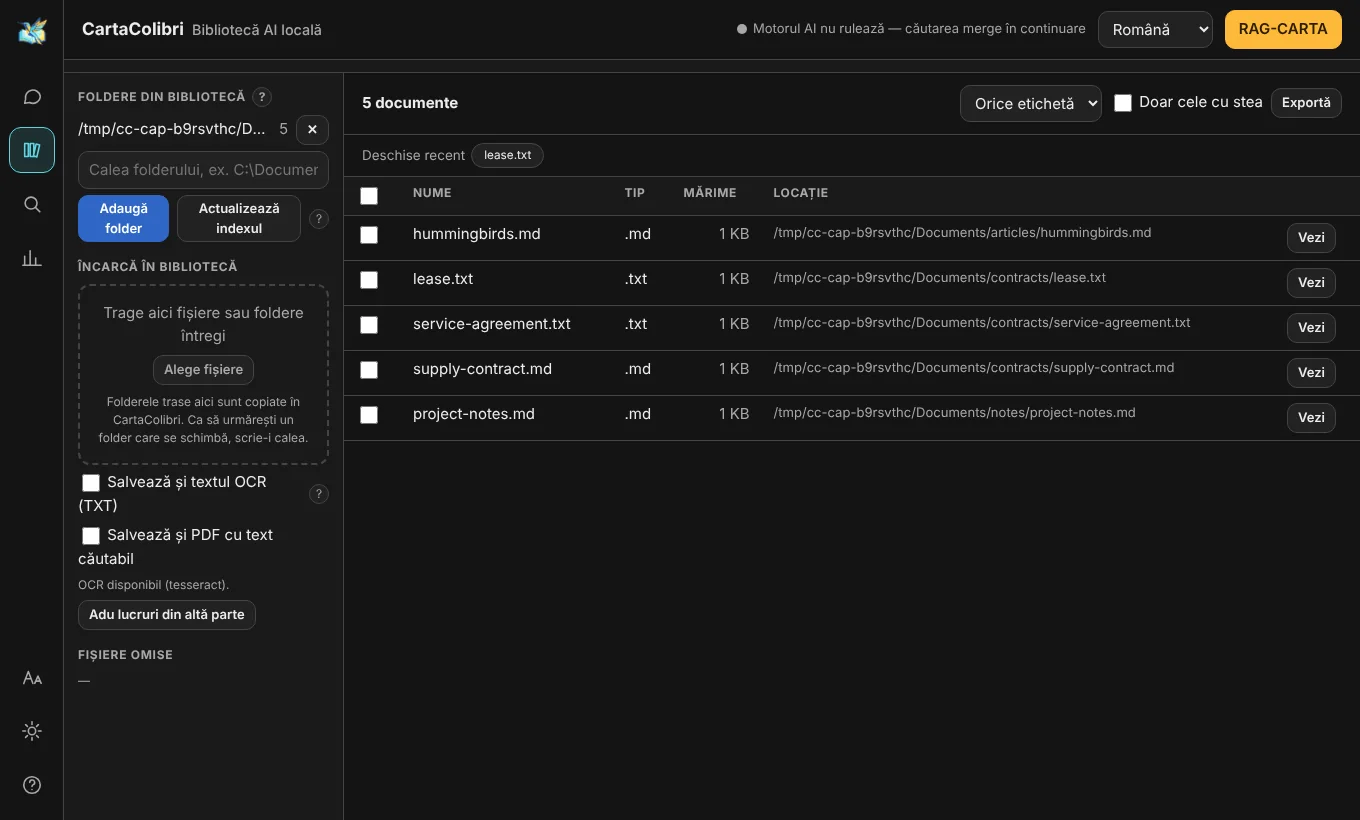 CartaColibri Bibliotecă AI locală
Motorul AI nu rulează — căutarea merge în continuare
Română
RAG-CARTA
FOLDERE DIN BIBLIOTECĂ ?
/tmp/cc-cap-b9rsvthc/D... 5 ✕
Calea folderului, ex. C:\Documen
Adaugă
folder
Actualizează
indexul
?
ÎNCARCĂ ÎN BIBLIOTECĂ
Trage aici fișiere sau foldere
întregi
Alege fișiere
Folderele trase aici sunt copiate în
CartaColibri. Ca să urmărești un
folder care se schimbă, scrie-i calea.
Salvează și textul OCR
(TXT)
?
Salvează și PDF cu text
căutabil
OCR disponibil (tesseract).
Adu lucruri din altă parte
FIȘIERE OMISE
—
AA
?
5 documente
Orice etichetă
Doar cele cu stea
Exportă
Deschise recent lease.txt
NUME TIP MĂRIME LOCAȚIE
hummingbirds.md .md 1 KB /tmp/cc-cap-b9rsvthc/Documents/articles/hummingbirds.md Vezi
lease.txt .txt 1 KB /tmp/cc-cap-b9rsvthc/Documents/contracts/lease.txt Vezi
service-agreement.txt .txt 1 KB /tmp/cc-cap-b9rsvthc/Documents/contracts/service-agreement.txt Vezi
supply-contract.md .md 1 KB /tmp/cc-cap-b9rsvthc/Documents/contracts/supply-contract.md Vezi
project-notes.md .md 1 KB /tmp/cc-cap-b9rsvthc/Documents/notes/project-notes.md Vezi